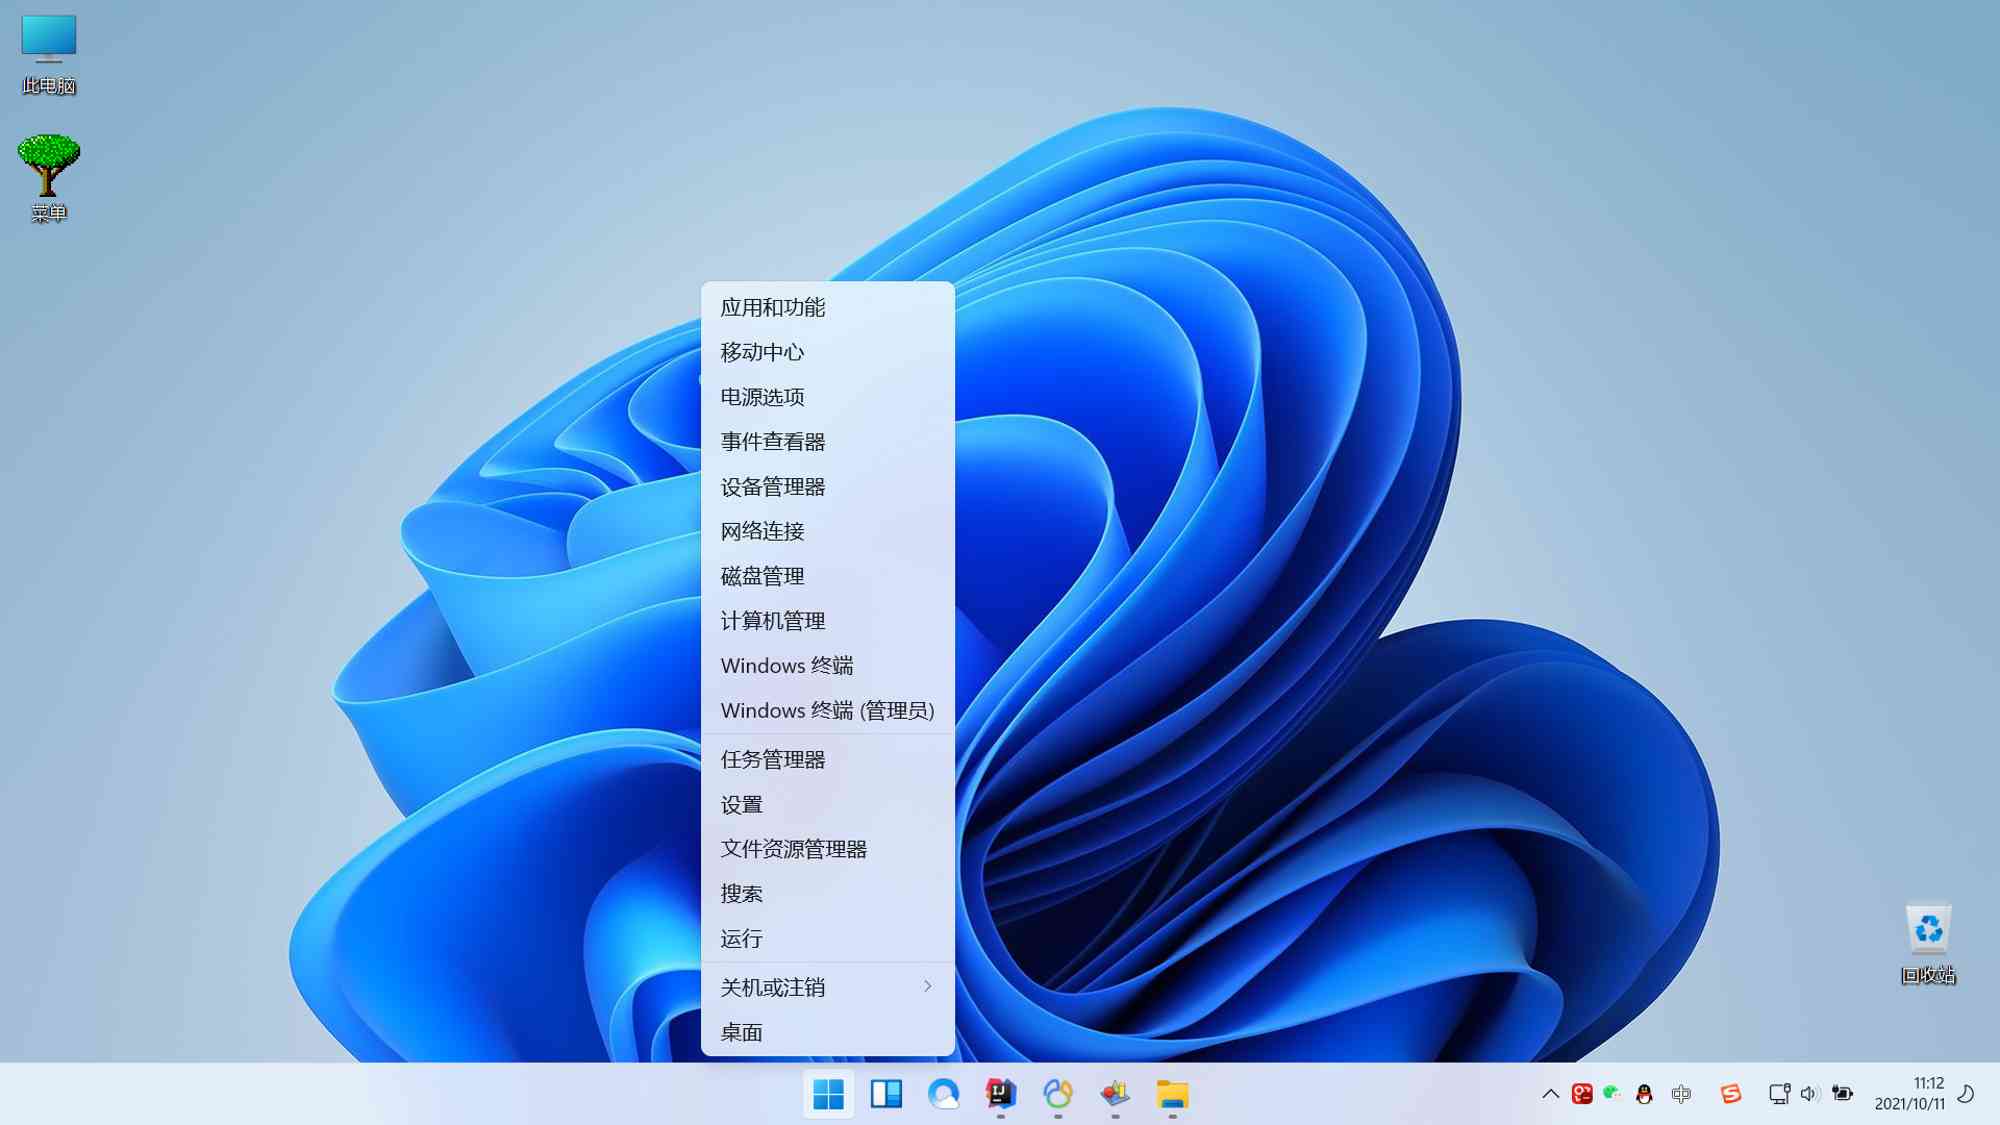 此电脑
菜单
应用和功能
移动中心
电源选项
事件查看器
设备管理器
网络连接
磁盘管理
计算机管理
Windows 终端
Windows 终端 (管理员)
任务管理器
设置
文件资源管理器
搜索
运行
关机或注销
桌面
回收站
中
11:12
2021/10/11